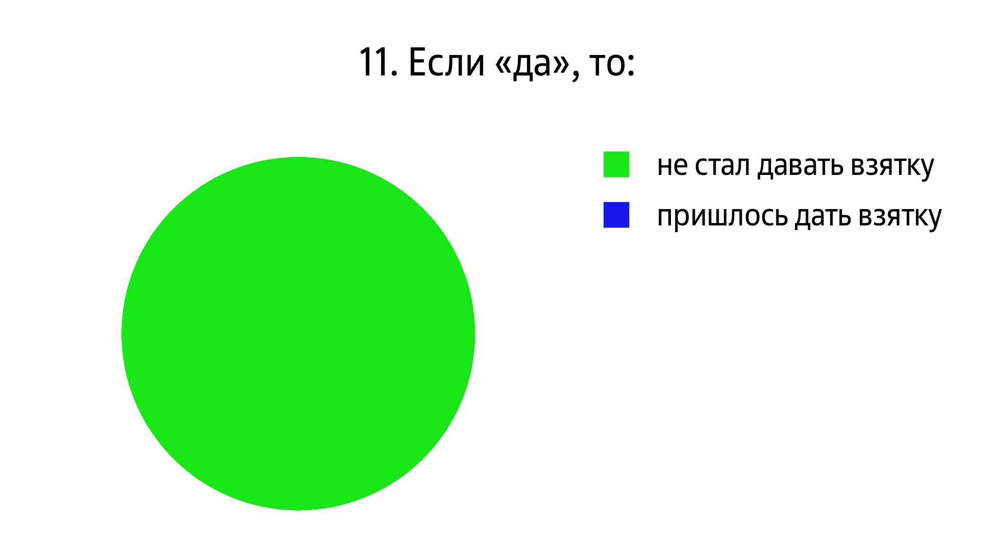 11. Если «да», то:
не стал давать взятку
пришлось дать взятку